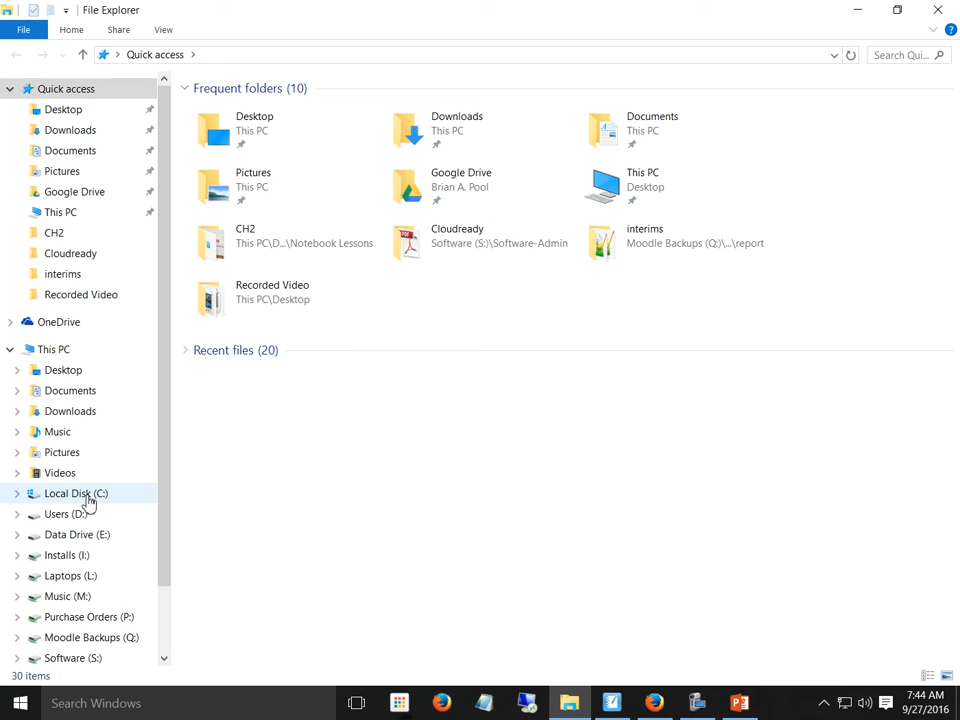 File Explorer
File Home Share View
Quick access
Search Qui...
Quick access
Desktop
Downloads
Documents
Pictures
Google Drive
This PC
CH2
Cloudready
interims
Recorded Video
OneDrive
This PC
Desktop
Documents
Downloads
Music
Pictures
Videos
Local Disk (C:)
Users (D:)
Data Drive (E:)
Installs (I:)
Laptops (L:)
Music (M:)
Purchase Orders (P:)
Moodle Backups (Q:)
Software (S:)
Frequent folders (10)
Desktop
This PC
Downloads
This PC
Documents
This PC
Pictures
This PC
Google Drive
Brian A. Pool
This PC
Desktop
CH2
This PC\D...\Notebook Lessons
Cloudready
Software (S:)\Software-Admin
interims
Moodle Backups (Q:)\...\report
Recorded Video
This PC\Desktop
Recent files (20)
30 items
Search Windows
7:44 AM
9/27/2016